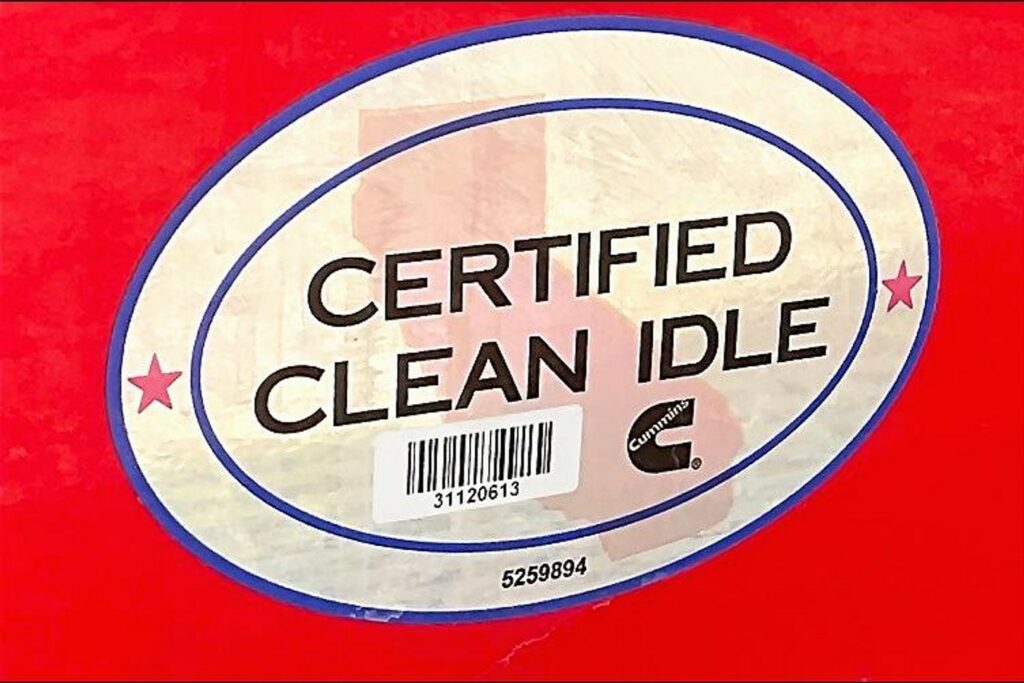 CERTIFIED
CLEAN IDLE
Cummins
®
31120613
5259894